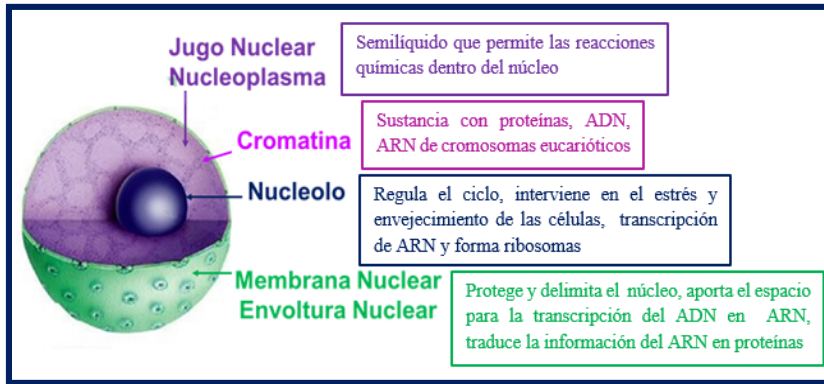 Jugo Nuclear
Nucleoplasma
Semilíquido que permite las reacciones
químicas dentro del núcleo
Cromatina
Sustancia con proteínas, ADN,
ARN de cromosomas eucarióticos
Nucleolo
Regula el ciclo, interviene en el estrés y
envejecimiento de las células, transcripción
de ARN y forma ribosomas
Membrana Nuclear
Envoltura Nuclear
Protege y delimita el núcleo, aporta el espacio
para la transcripción del ADN en ARN,
traduce la información del ARN en proteínas